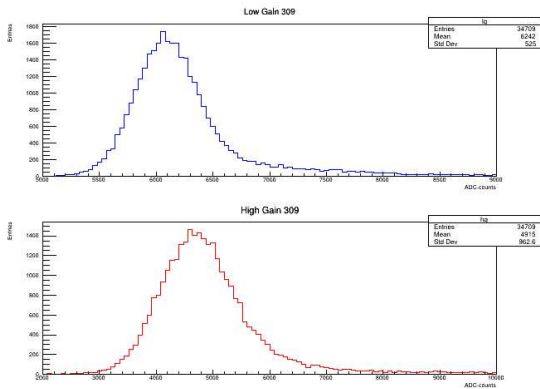 Low Gain 309
lg
Entries 34709
Mean 6242
Std Dev 525
Entries
1800
1600
1400
1200
1000
800
600
400
200
0
5000 5500 6000 6500 7000 7500 8000 8500 9000
ADC-counts
High Gain 309
hg
Entries 34709
Mean 4915
Std Dev 962.6
Entries
1400
1200
1000
800
600
400
200
0
2000 3000 4000 5000 6000 7000 8000 9000 10000
ADC-counts